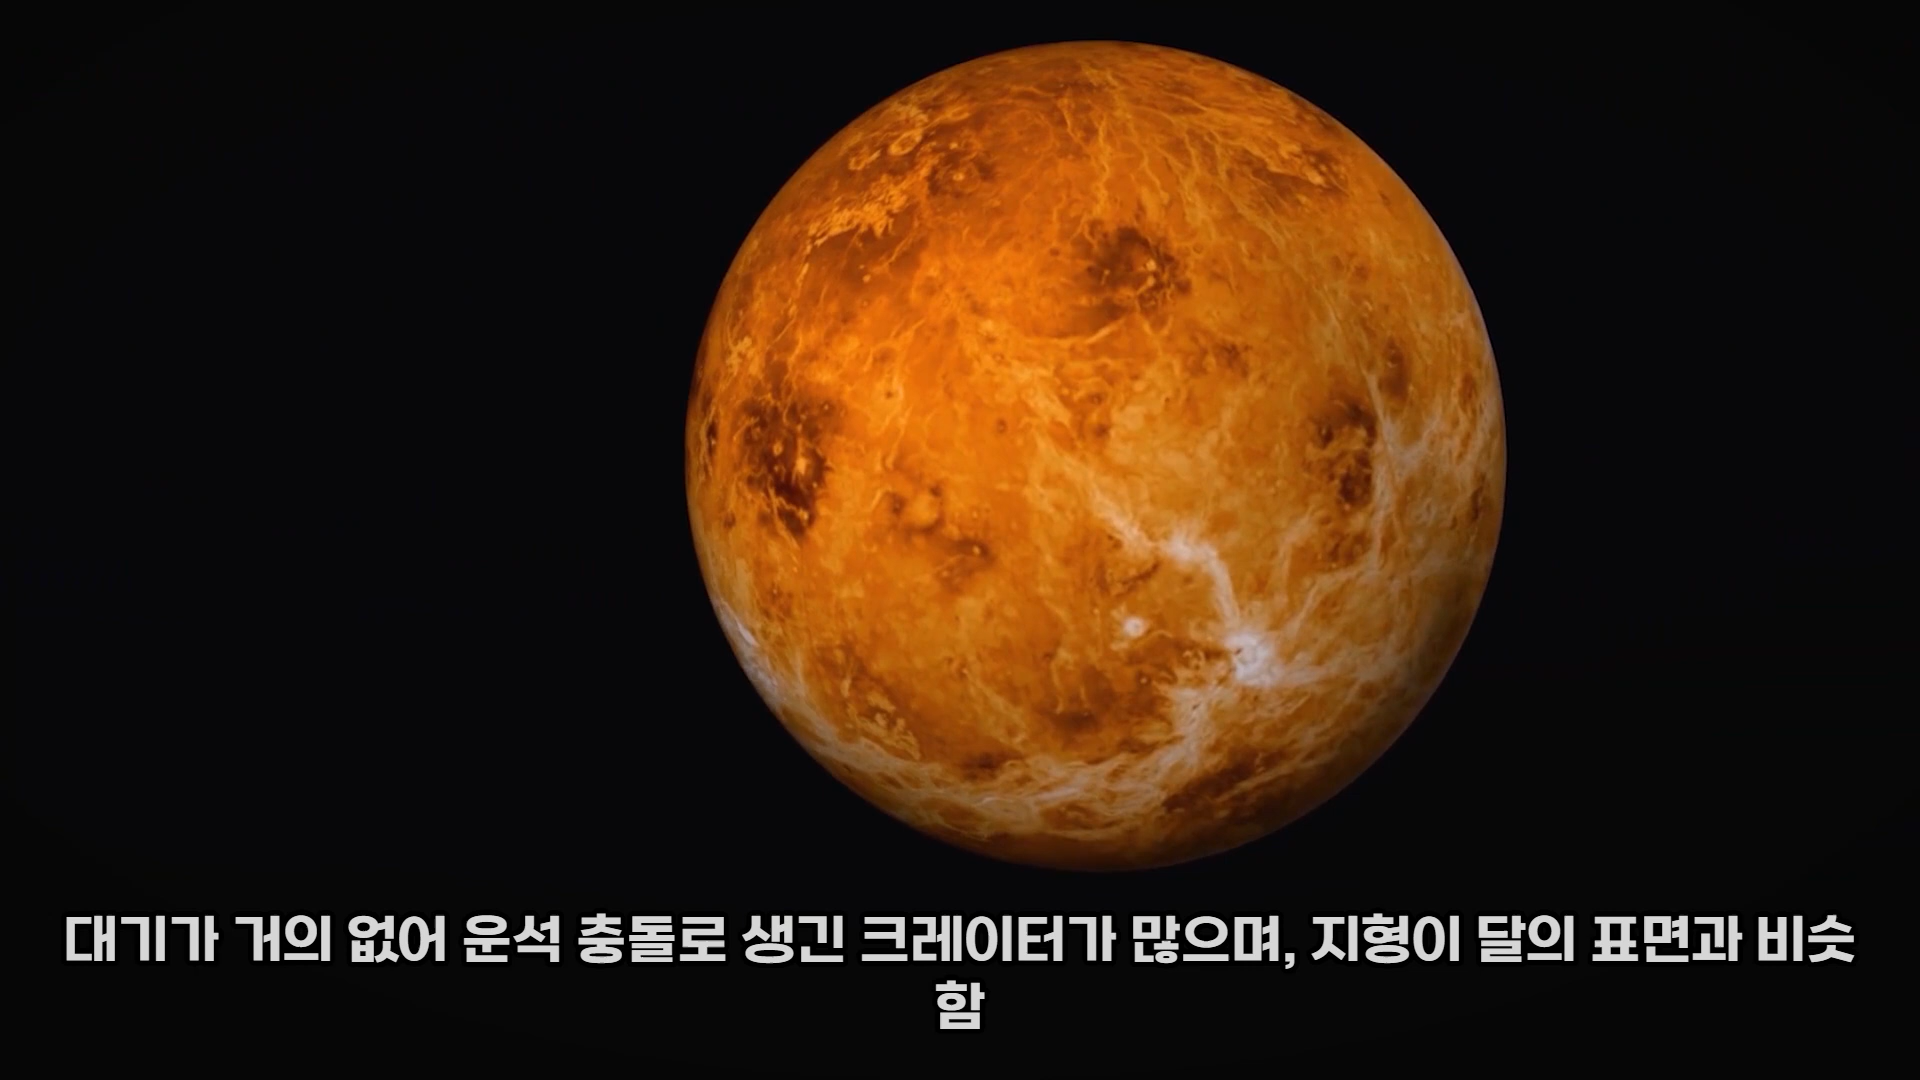 대기가 거의 없어 운석 충돌로 생긴 크레이터가 많으며, 지형이 달의 표면과 비슷
함